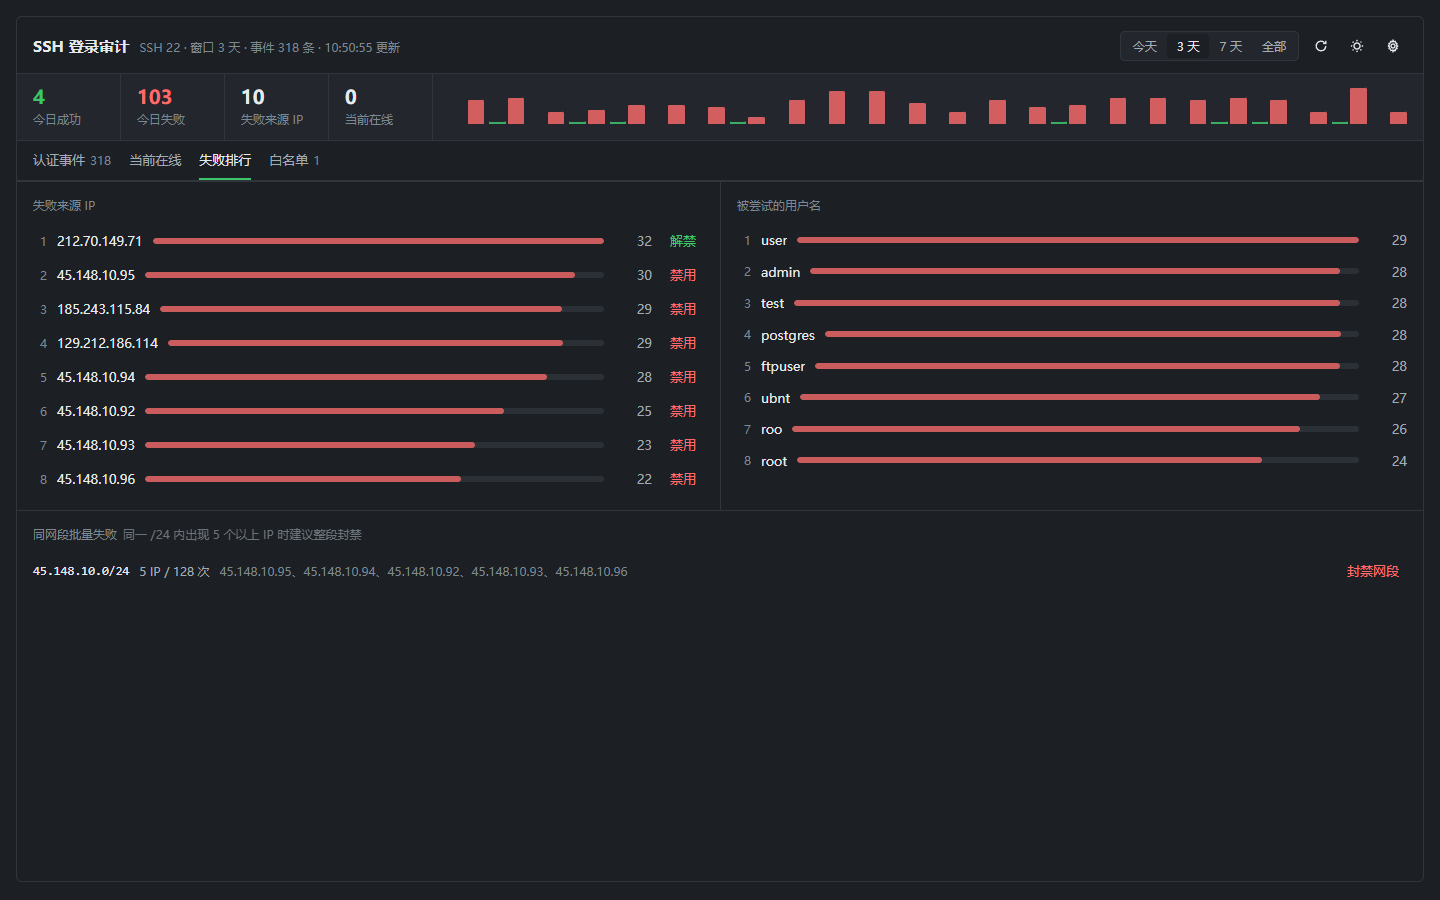 SSH 登录审计 SSH 22 · 窗口 3 天 · 事件 318 条 · 10:50:55 更新
今天 3 天 7 天 全部
4 103 10 0
今日成功 今日失败 失败来源 IP 当前在线
认证事件 318 当前在线 失败排行 白名单 1
失败来源 IP
1 212.70.149.71 32 解禁
2 45.148.10.95 30 禁用
3 185.243.115.84 29 禁用
4 129.212.186.114 29 禁用
5 45.148.10.94 28 禁用
6 45.148.10.92 25 禁用
7 45.148.10.93 23 禁用
8 45.148.10.96 22 禁用
被尝试的用户名
1 user 29
2 admin 28
3 test 28
4 postgres 28
5 ftpuser 28
6 ubnt 27
7 roo 26
8 root 24
同网段批量失败 同一 /24 内出现 5 个以上 IP 时建议整段封禁
45.148.10.0/24 5 IP / 128 次 45.148.10.95、45.148.10.94、45.148.10.92、45.148.10.93、45.148.10.96 封禁网段